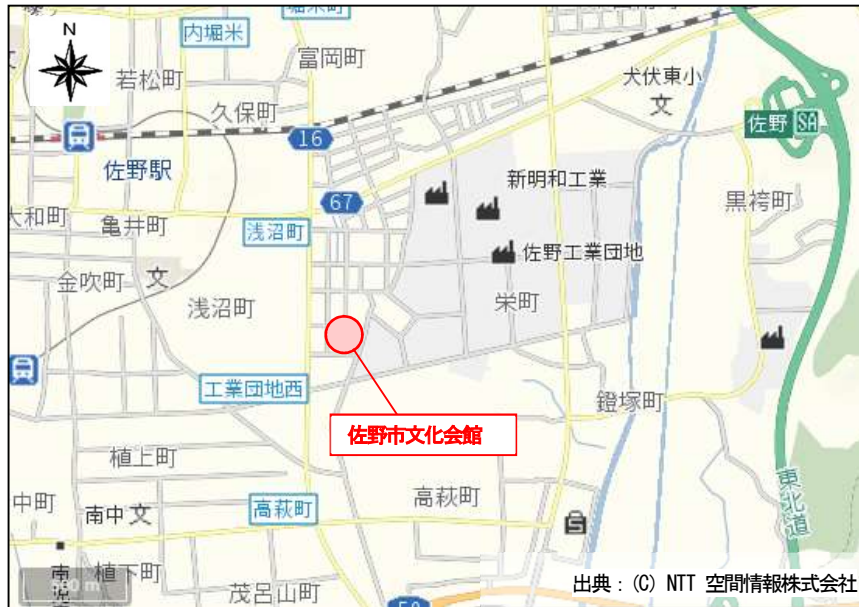 堀米町
内堀米
N
富岡町
若松町
犬伏東小
文
久保町
佐野 SA
16
佐野駅
新明和工業
67
黒袴町
大和町
亀井町
浅沼町
佐野工業団地
金吹町
文
栄町
浅沼町
工業団地西
鐙塚町
佐野市文化会館
植上町
東北道
中町
南中 文
高萩町
高萩町
S
植下町
500 m
茂呂山町
50
出典：(C) NTT 空間情報株式会社